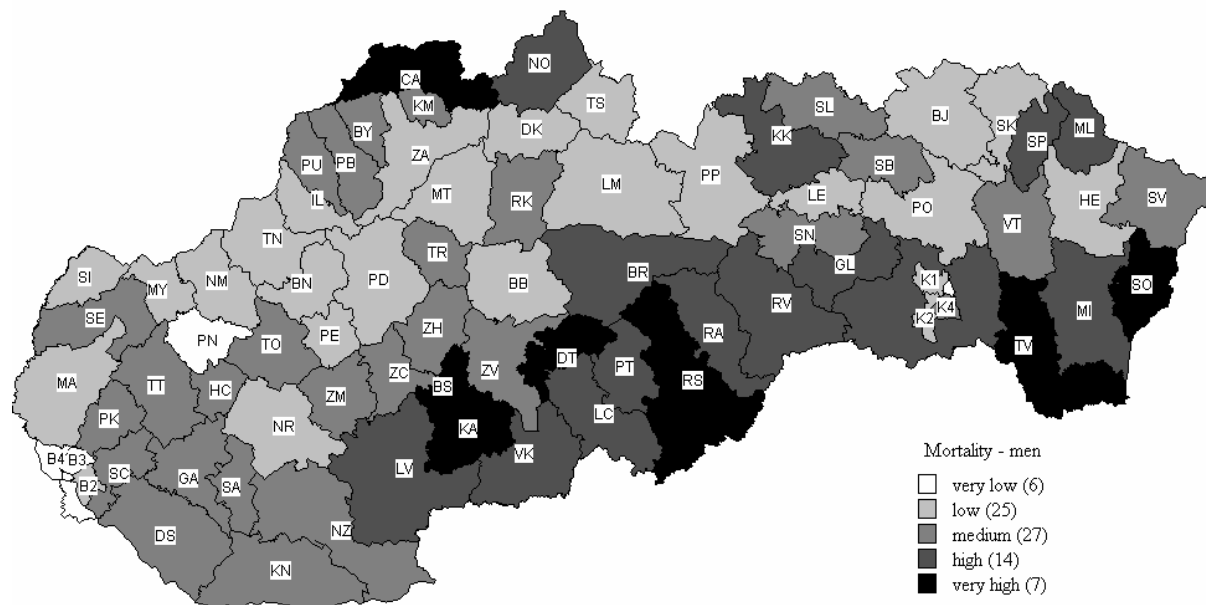 NO
CA
KM
TS
SL
BY
DK
BJ
SK
ML
KK
SP
PU
PB
ZA
SB
PP
LM
MT
IL
RK
LE
PO
HE
SV
VT
TN
SN
TR
GL
SI
MY
NM
BN
PD
BB
BR
K1
SO
RV
RA
K4
MI
SE
PN
TO
PE
ZH
K2
TV
DT
PT
ZV
ZC
MA
TT
HC
ZM
BS
RS
PK
NR
KA
LC
VK
LV
B4
B3
SC
GA
SA
B2
DS
NZ
KN
Mortality - men
very low (6)
low (25)
medium (27)
high (14)
very high (7)